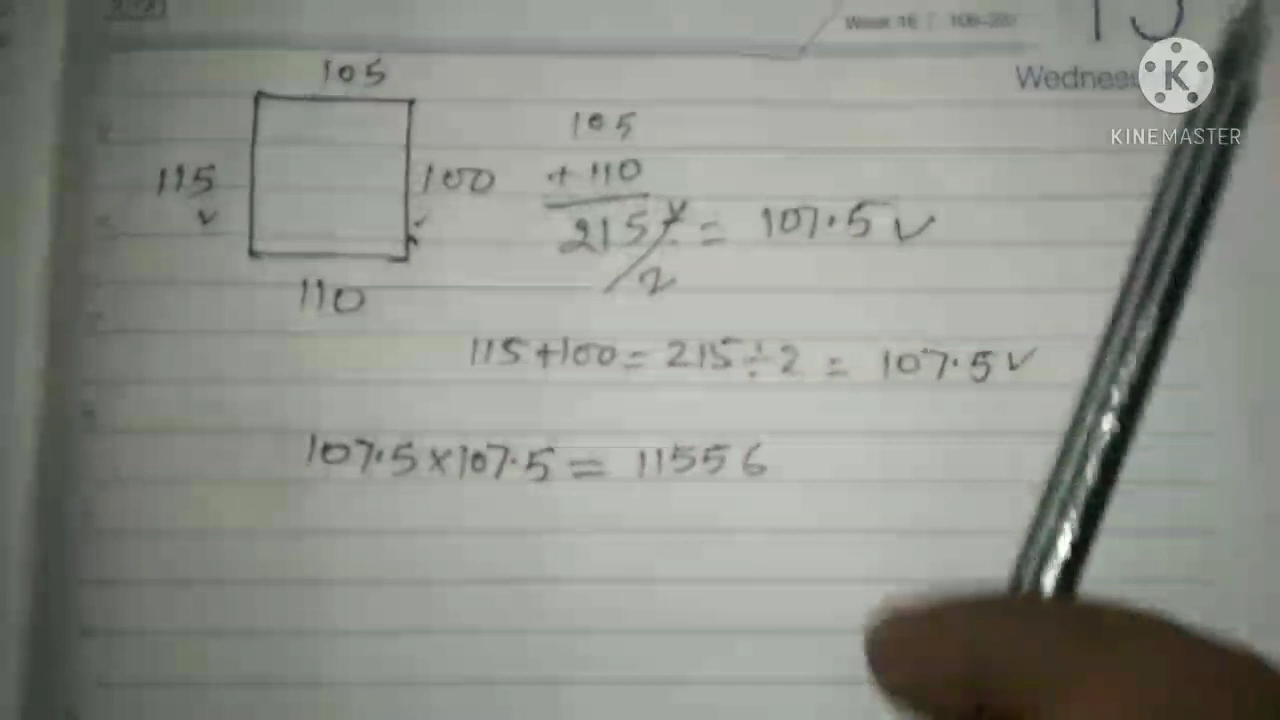 Week 16
Wednes
K
KINEMASTER
105
115
100
110
105
+ 110
215 / 2 = 107.5 ✓
115+100 = 215 ÷ 2 = 107.5 ✓
107.5×107.5 = 11556